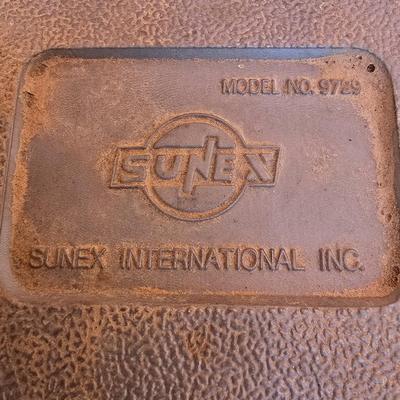 MODEL NO. 9729
SUNEX
SUNEX INTERNATIONAL INC.